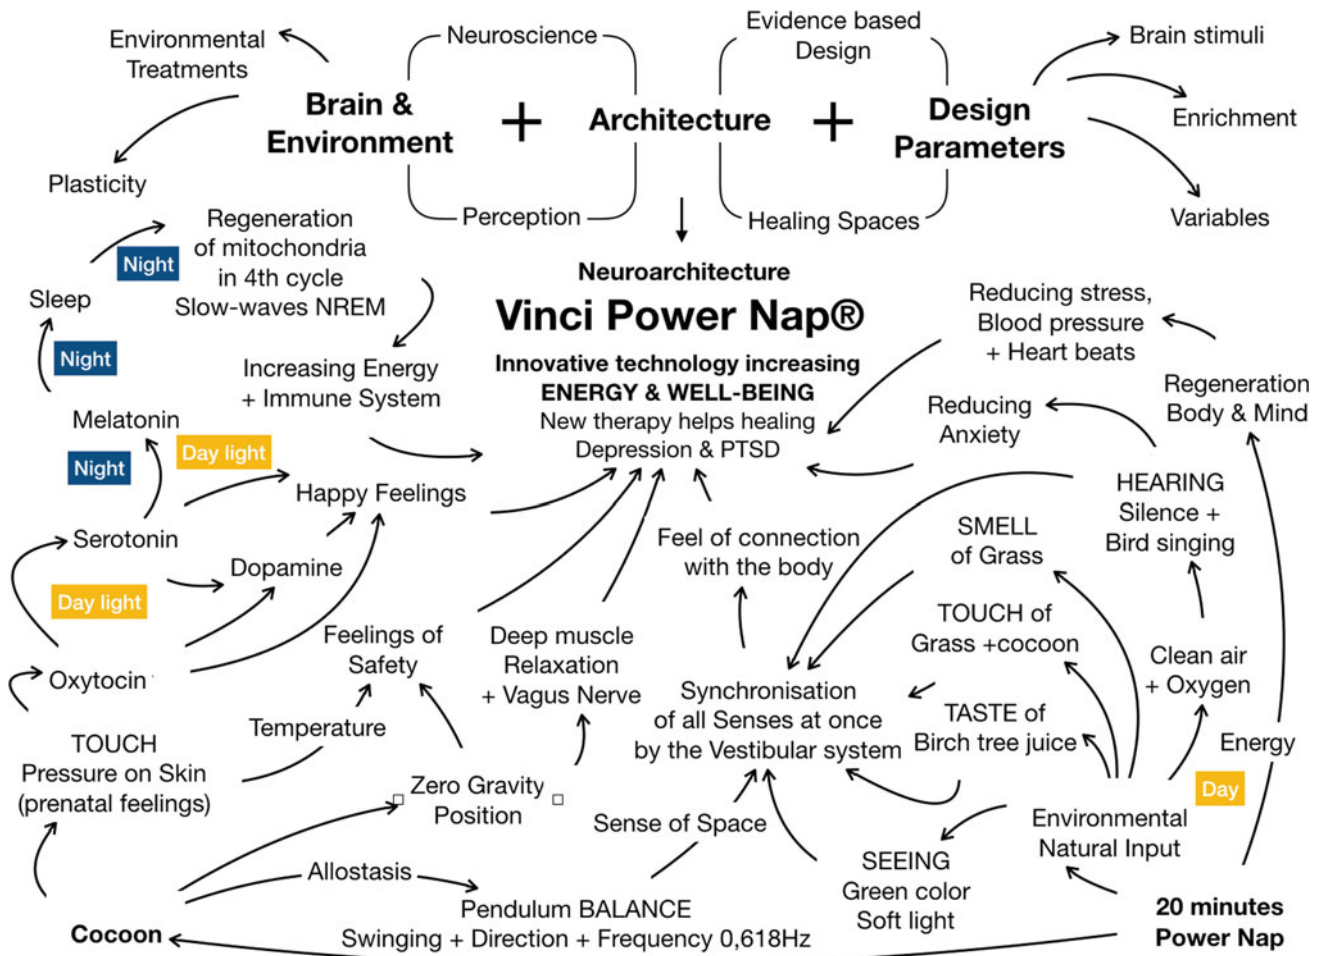 Environmental
Treatments
Neuroscience
Evidence based
Design
Brain stimuli
Brain &
Environment
+
Architecture
+
Design
Parameters
Enrichment
Plasticity
Perception
Healing Spaces
Variables
Regeneration
of mitochondria
in 4th cycle
Slow-waves NREM
Night
Sleep
Night
Neuroarchitecture
Vinci Power Nap®
Innovative technology increasing
ENERGY & WELL-BEING
New therapy helps healing
Depression & PTSD
Reducing stress,
Blood pressure
+ Heart beats
Increasing Energy
+ Immune System
Regeneration
Body & Mind
Reducing
Anxiety
Melatonin
Day light
Night
Happy Feelings
HEARING
Silence +
Bird singing
SMELL
of Grass
Serotonin
Feel of connection
with the body
Dopamine
Day light
TOUCH of
Grass +cocoon
Feelings of
Safety
Deep muscle
Relaxation
+ Vagus Nerve
Clean air
+ Oxygen
Oxytocin
Synchronisation
of all Senses at once
by the Vestibular system
TASTE of
Birch tree juice
Temperature
Energy
TOUCH
Pressure on Skin
(prenatal feelings)
Zero Gravity
Position
Day
Sense of Space
Environmental
Natural Input
SEEING
Green color
Soft light
Allostasis
Pendulum BALANCE
Swinging + Direction + Frequency 0,618Hz
Cocoon
20 minutes
Power Nap